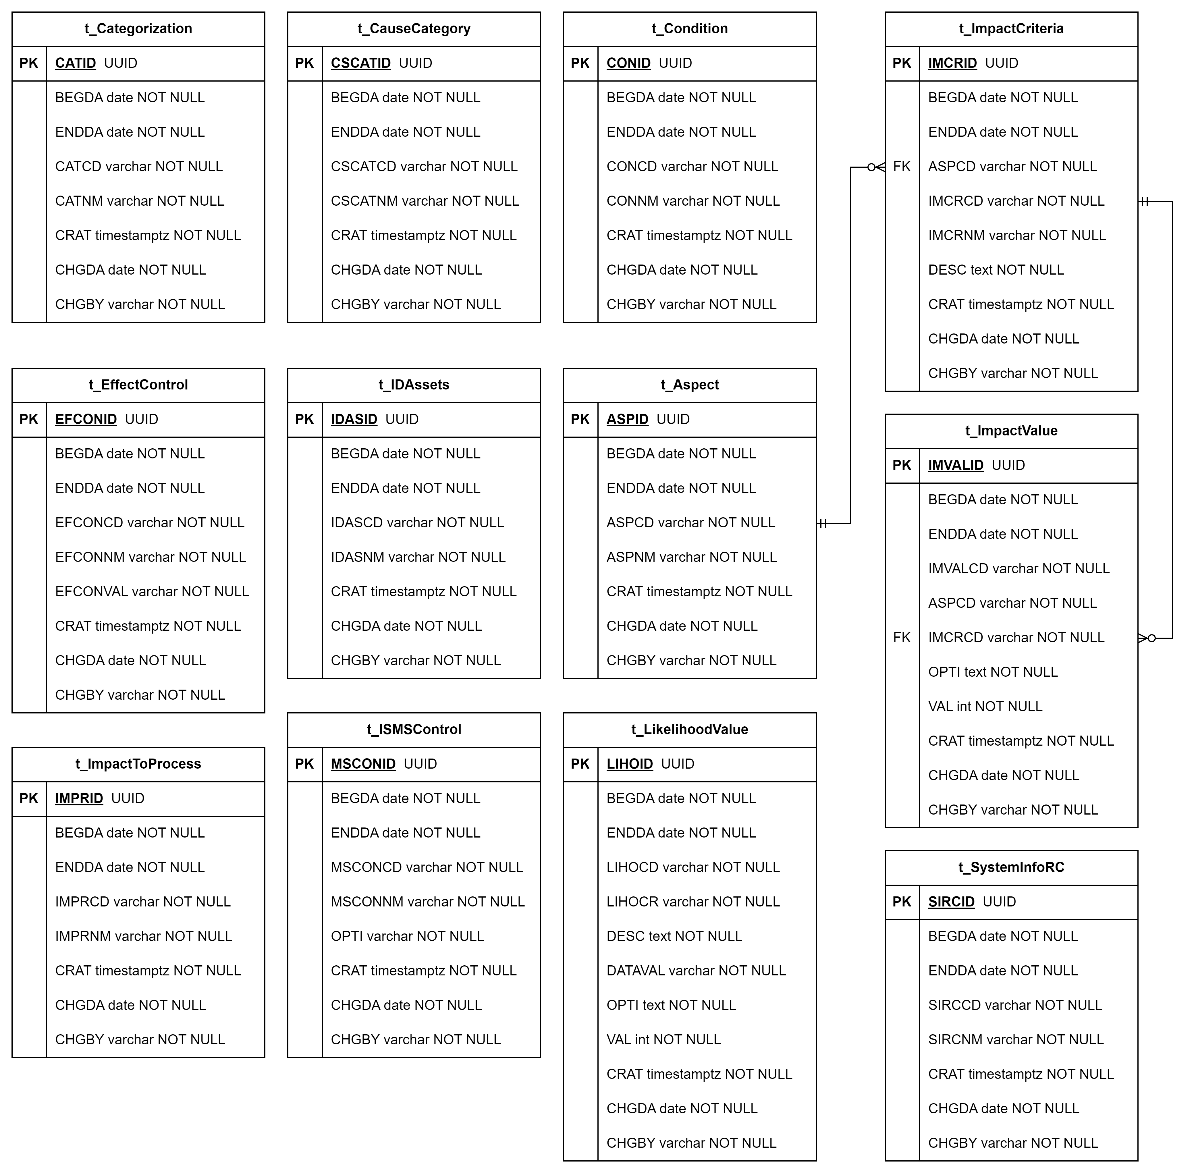 t_Categorization
PK CATID UUID
BEGDA date NOT NULL
ENDDA date NOT NULL
CATCD varchar NOT NULL
CATNM varchar NOT NULL
CRAT timestamptz NOT NULL
CHGDA date NOT NULL
CHGBY varchar NOT NULL
t_CauseCategory
PK CSCATID UUID
BEGDA date NOT NULL
ENDDA date NOT NULL
CSCATCD varchar NOT NULL
CSCATNM varchar NOT NULL
CRAT timestamptz NOT NULL
CHGDA date NOT NULL
CHGBY varchar NOT NULL
t_Condition
PK CONID UUID
BEGDA date NOT NULL
ENDDA date NOT NULL
CONCD varchar NOT NULL
CONNM varchar NOT NULL
CRAT timestamptz NOT NULL
CHGDA date NOT NULL
CHGBY varchar NOT NULL
t_ImpactCriteria
PK IMCRID UUID
BEGDA date NOT NULL
ENDDA date NOT NULL
FK ASPCD varchar NOT NULL
IMCRCD varchar NOT NULL
IMCRNM varchar NOT NULL
DESC text NOT NULL
CRAT timestamptz NOT NULL
CHGDA date NOT NULL
CHGBY varchar NOT NULL
t_EffectControl
PK EFCONID UUID
BEGDA date NOT NULL
ENDDA date NOT NULL
EFCONCD varchar NOT NULL
EFCONNM varchar NOT NULL
EFCONVAL varchar NOT NULL
CRAT timestamptz NOT NULL
CHGDA date NOT NULL
CHGBY varchar NOT NULL
t_IDAssets
PK IDASID UUID
BEGDA date NOT NULL
ENDDA date NOT NULL
IDASCD varchar NOT NULL
IDASNM varchar NOT NULL
CRAT timestamptz NOT NULL
CHGDA date NOT NULL
CHGBY varchar NOT NULL
t_Aspect
PK ASPID UUID
BEGDA date NOT NULL
ENDDA date NOT NULL
ASPCD varchar NOT NULL
ASPNM varchar NOT NULL
CRAT timestamptz NOT NULL
CHGDA date NOT NULL
CHGBY varchar NOT NULL
t_ImpactValue
PK IMVALID UUID
BEGDA date NOT NULL
ENDDA date NOT NULL
IMVALCD varchar NOT NULL
ASPCD varchar NOT NULL
FK IMCRCD varchar NOT NULL
OPTI text NOT NULL
VAL int NOT NULL
CRAT timestamptz NOT NULL
CHGDA date NOT NULL
CHGBY varchar NOT NULL
t_ImpactToProcess
PK IMPRID UUID
BEGDA date NOT NULL
ENDDA date NOT NULL
IMPRCD varchar NOT NULL
IMPRNM varchar NOT NULL
CRAT timestamptz NOT NULL
CHGDA date NOT NULL
CHGBY varchar NOT NULL
t_ISMSControl
PK MSCONID UUID
BEGDA date NOT NULL
ENDDA date NOT NULL
MSCONCD varchar NOT NULL
MSCONNM varchar NOT NULL
OPTI varchar NOT NULL
CRAT timestamptz NOT NULL
CHGDA date NOT NULL
CHGBY varchar NOT NULL
t_LikelihoodValue
PK LIHOID UUID
BEGDA date NOT NULL
ENDDA date NOT NULL
LIHOCD varchar NOT NULL
LIHOCR varchar NOT NULL
DESC text NOT NULL
DATAVAL varchar NOT NULL
OPTI text NOT NULL
VAL int NOT NULL
CRAT timestamptz NOT NULL
CHGDA date NOT NULL
CHGBY varchar NOT NULL
t_SystemInfoRC
PK SIRCID UUID
BEGDA date NOT NULL
ENDDA date NOT NULL
SIRCCD varchar NOT NULL
SIRCNM varchar NOT NULL
CRAT timestamptz NOT NULL
CHGDA date NOT NULL
CHGBY varchar NOT NULL